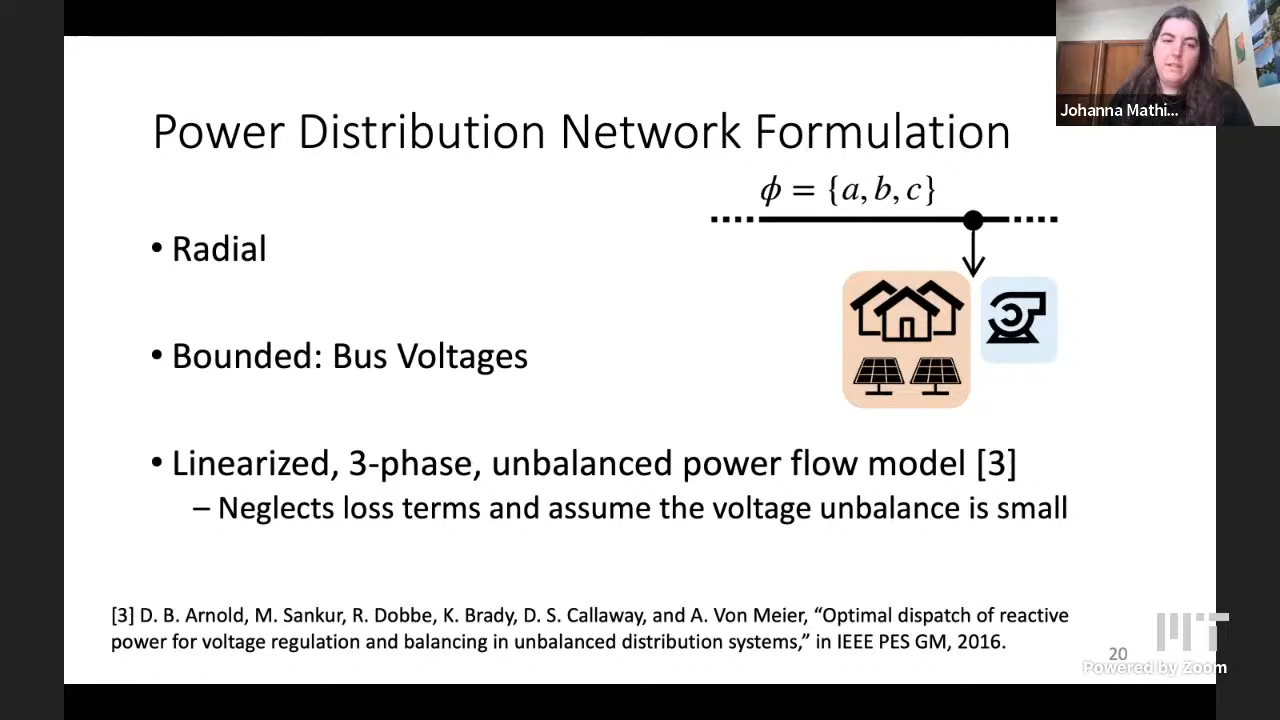 Johanna Mathi...
Power Distribution Network Formulation
ϕ = {a, b, c}
• Radial
• Bounded: Bus Voltages
• Linearized, 3-phase, unbalanced power flow model [3]
– Neglects loss terms and assume the voltage unbalance is small
[3] D. B. Arnold, M. Sankur, R. Dobbe, K. Brady, D. S. Callaway, and A. Von Meier, “Optimal dispatch of reactive
power for voltage regulation and balancing in unbalanced distribution systems,” in IEEE PES GM, 2016.
MIT
20
Powered by Zoom